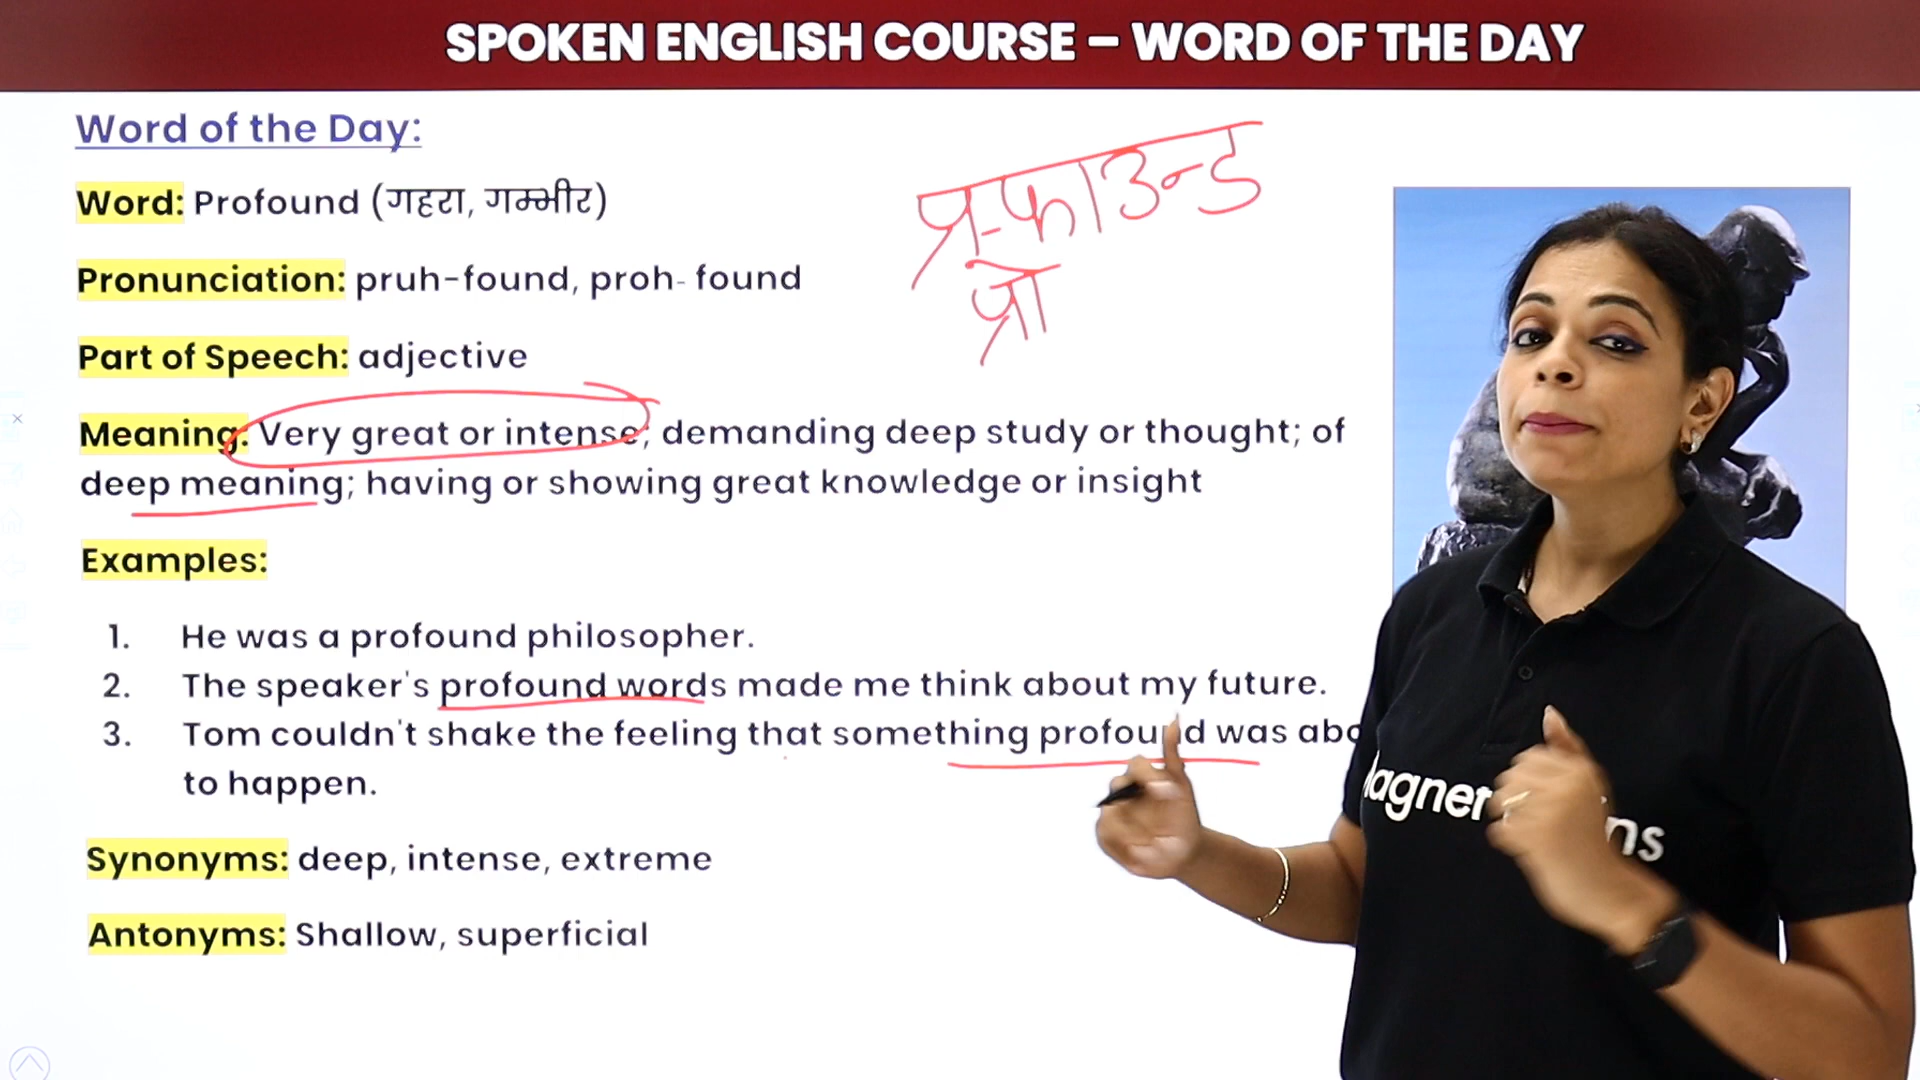 SPOKEN ENGLISH COURSE – WORD OF THE DAY
Word of the Day:
Word: Profound (गहरा, गम्भीर)
प्र-फाउन्ड
प्रो
Pronunciation: pruh-found, proh- found
Part of Speech: adjective
Meaning: Very great or intense; demanding deep study or thought; of
deep meaning; having or showing great knowledge or insight
Examples:
1. He was a profound philosopher.
2. The speaker's profound words made me think about my future.
3. Tom couldn't shake the feeling that something profound was abo
to happen.
Synonyms: deep, intense, extreme
Antonyms: Shallow, superficial